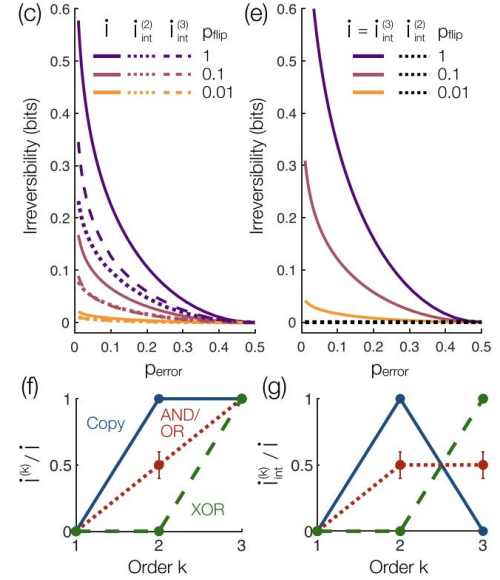 (c)
İ İ(2)int İ(3)int pflip
1
0.1
0.01
0.6
0.5
0.4
0.3
0.2
0.1
0
Irreversibility (bits)
0 0.1 0.2 0.3 0.4 0.5
perror
(e)
İ = İ(3)int İ(2)int pflip
1
0.1
0.01
0.6
0.5
0.4
0.3
0.2
0.1
0
Irreversibility (bits)
0 0.1 0.2 0.3 0.4 0.5
perror
(f)
1
0.5
0
İ(k) / İ
Copy
AND/
OR
XOR
1 2 3
Order k
(g)
1
0.5
0
İ(k)int / İ
1 2 3
Order k